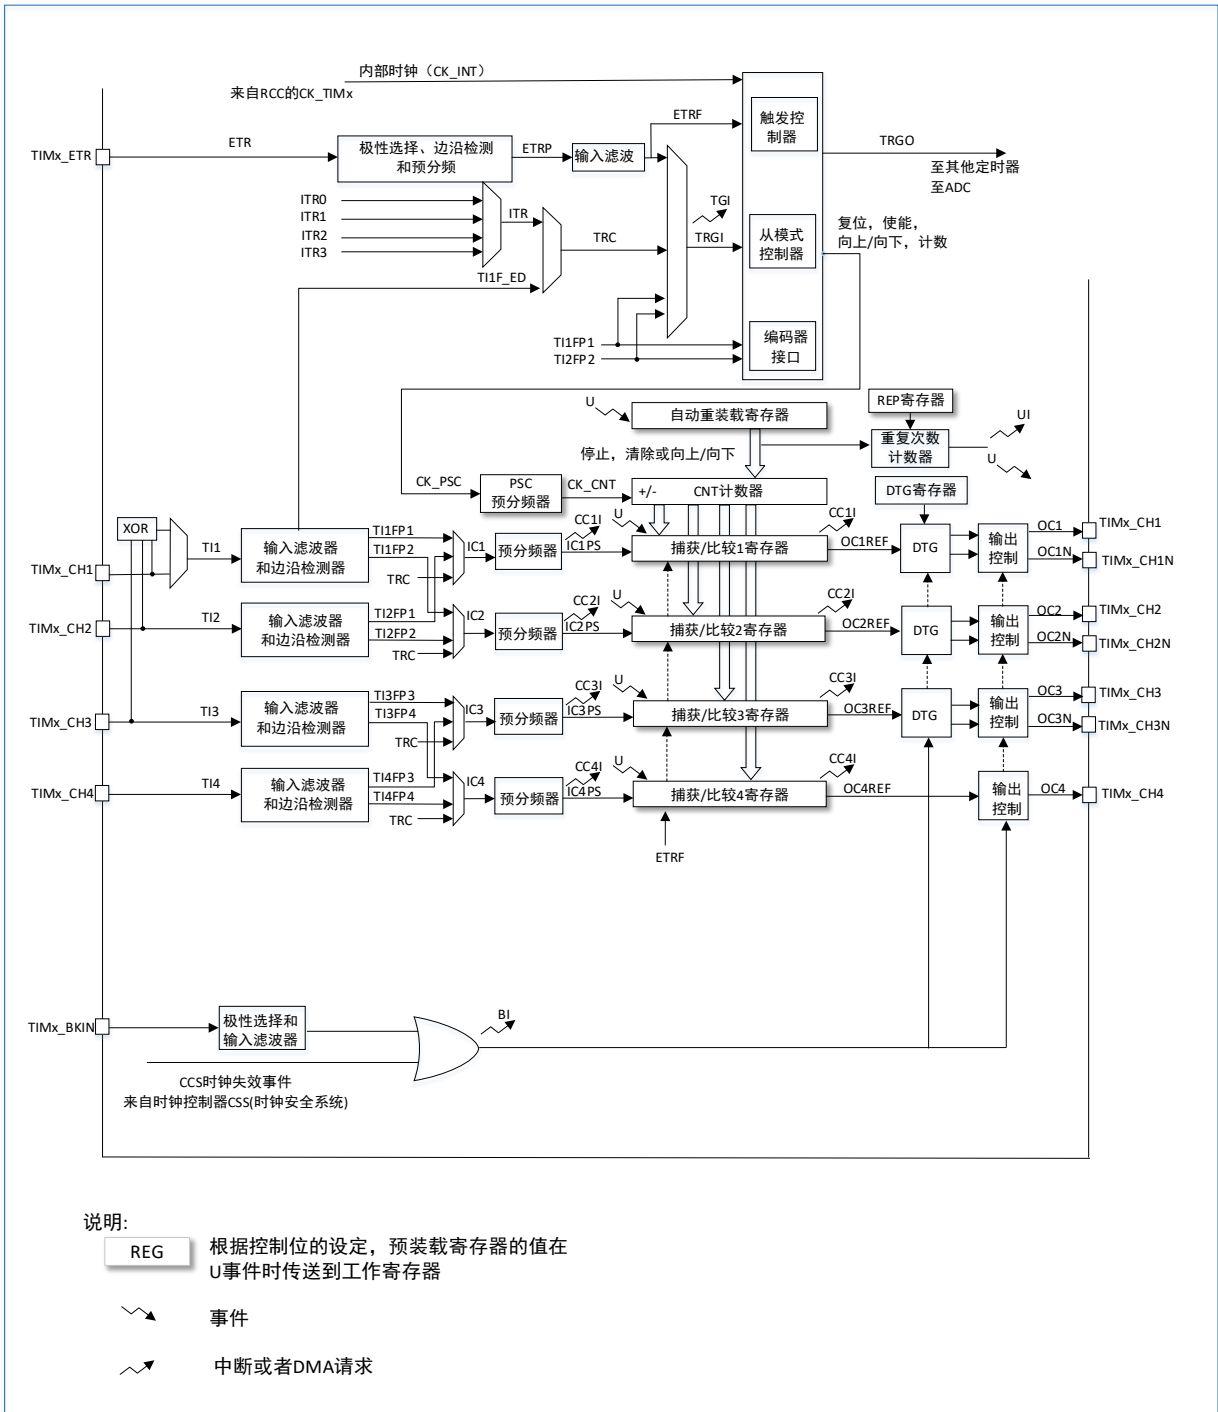 内部时钟（CK_INT）
来自RCC的CK_TIMx
TIMx_ETR
ETR
极性选择、边沿检测
和预分频
ETRP
输入滤波
ETRF
触发控
制器
TRGO
至其他定时器
至ADC
ITR0
ITR1
ITR2
ITR3
ITR
TRC
TGI
TRGI
从模式
控制器
复位，使能，
向上/向下，计数
TI1F_ED
TI1FP1
TI2FP2
编码器
接口
U
自动重装载寄存器
REP寄存器
重复次数
计数器
UI
U
停止，清除或向上/向下
CK_PSC
PSC
预分频器
CK_CNT
+/-
CNT计数器
DTG寄存器
XOR
TIMx_CH1
TI1
输入滤波器
和边沿检测器
TI1FP1
TI1FP2
TRC
IC1
预分频器
CC1I
IC1PS
U
捕获/比较1寄存器
CC1I
OC1REF
DTG
输出
控制
OC1
OC1N
TIMx_CH1
TIMx_CH1N
TIMx_CH2
TI2
输入滤波器
和边沿检测器
TI2FP1
TI2FP2
TRC
IC2
预分频器
CC2I
IC2PS
U
捕获/比较2寄存器
CC2I
OC2REF
DTG
输出
控制
OC2
OC2N
TIMx_CH2
TIMx_CH2N
TIMx_CH3
TI3
输入滤波器
和边沿检测器
TI3FP3
TI3FP4
TRC
IC3
预分频器
CC3I
IC3PS
U
捕获/比较3寄存器
CC3I
OC3REF
DTG
输出
控制
OC3
OC3N
TIMx_CH3
TIMx_CH3N
TIMx_CH4
TI4
输入滤波器
和边沿检测器
TI4FP3
TI4FP4
TRC
IC4
预分频器
CC4I
IC4PS
U
捕获/比较4寄存器
CC4I
OC4REF
输出
控制
OC4
TIMx_CH4
ETRF
TIMx_BKIN
极性选择和
输入滤波器
BI
CCS时钟失效事件
来自时钟控制器CSS(时钟安全系统)
说明:
REG
根据控制位的设定，预装载寄存器的值在
U事件时传送到工作寄存器
事件
中断或者DMA请求